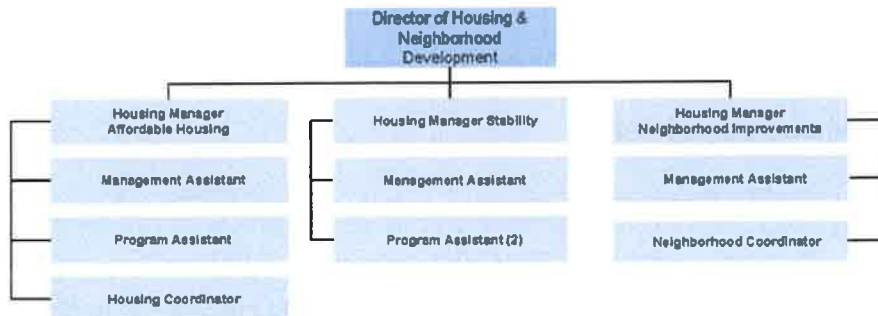 Director of Housing &
Neighborhood
Development
Housing Manager
Affordable Housing
Management Assistant
Program Assistant
Housing Coordinator
Housing Manager Stability
Management Assistant
Program Assistant (2)
Housing Manager
Neighborhood Improvements
Management Assistant
Neighborhood Coordinator